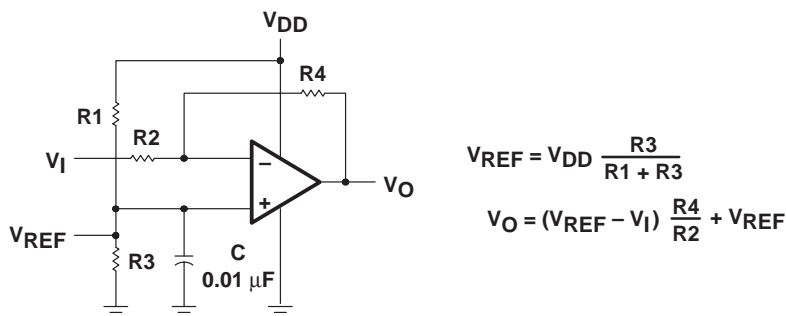 VDD
R4
R1
R2
VI
−
+
VO
VREF
R3
C
0.01 μF
VREF = VDD R3 / R1 + R3
VO = (VREF − VI) R4 / R2 + VREF